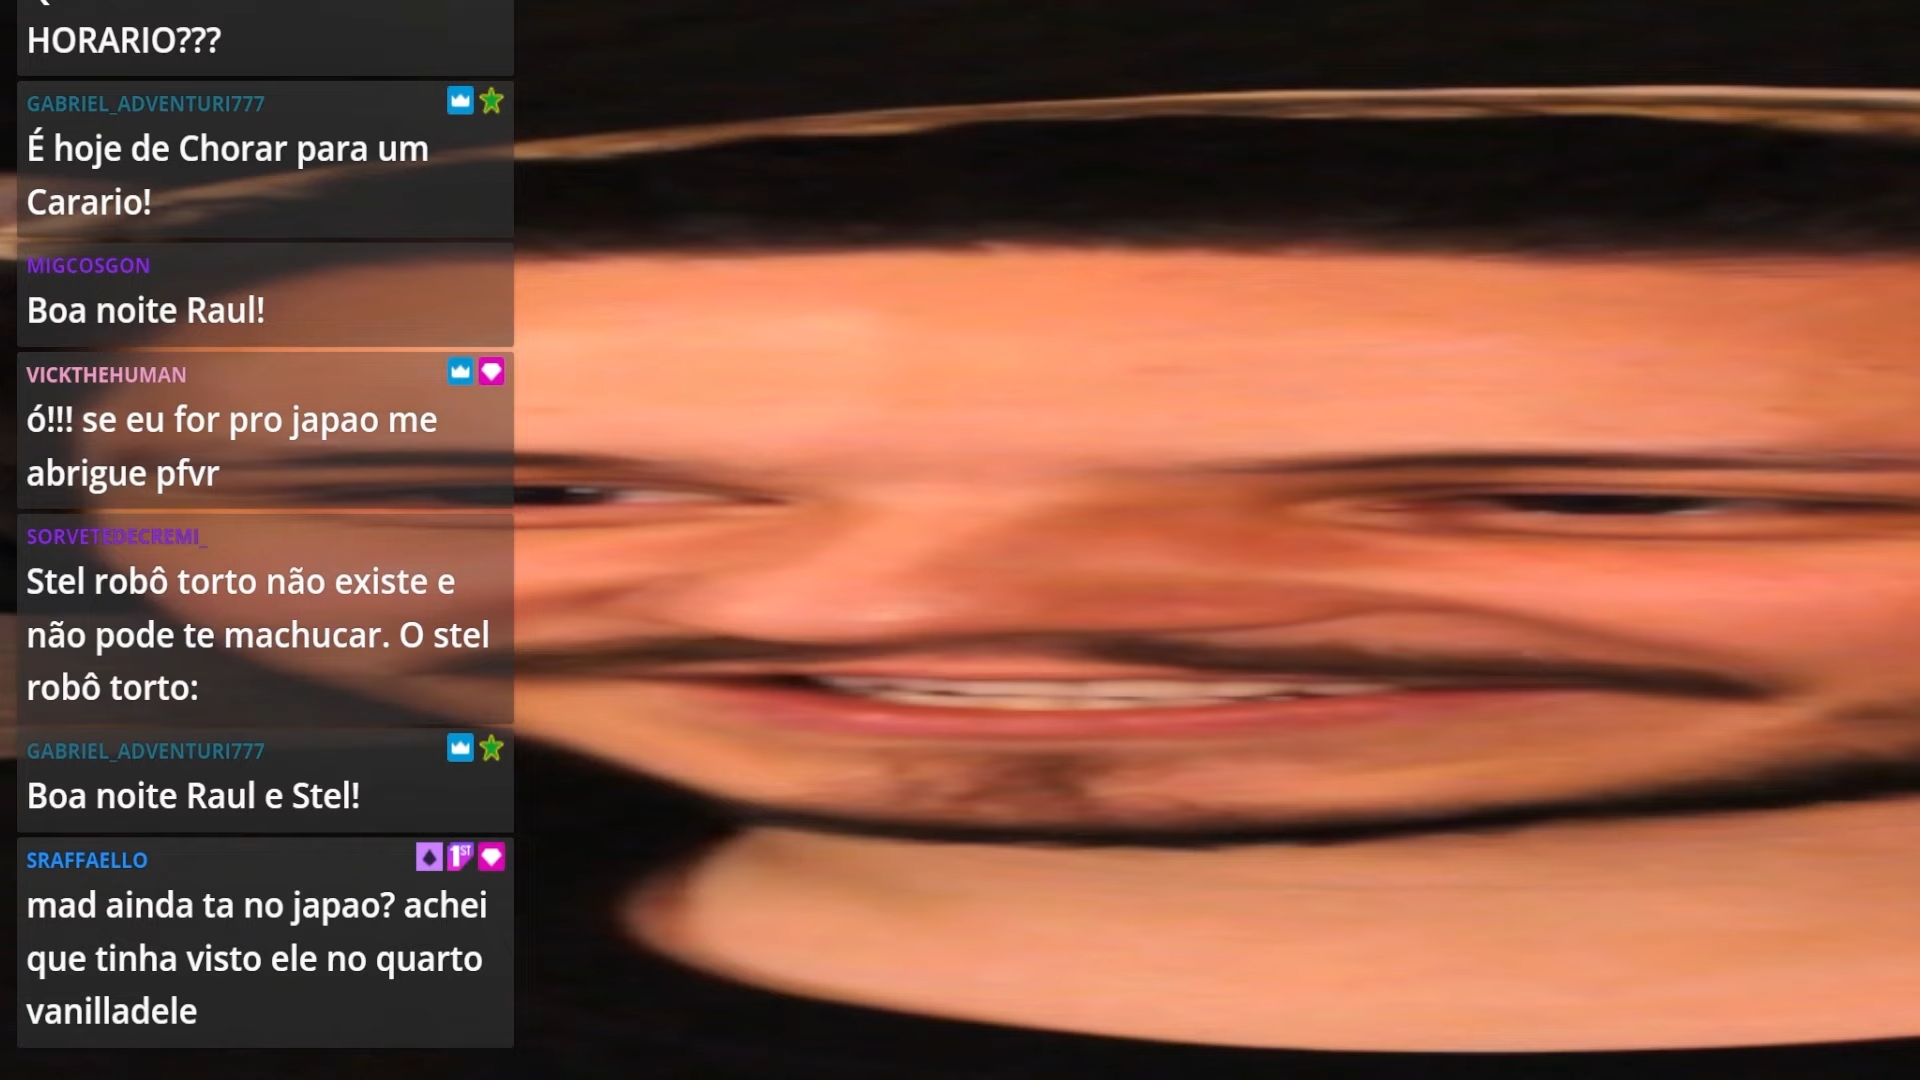 HORARIO???
GABRIEL_ADVENTURI777
É hoje de Chorar para um
Carario!
MIGCOSGON
Boa noite Raul!
VICKTHEHUMAN
ó!!! se eu for pro japao me
abrigue pfvr
SORVETEDECREMI_
Stel robô torto não existe e
não pode te machucar. O stel
robô torto:
GABRIEL_ADVENTURI777
Boa noite Raul e Stel!
SRAFFAELLO
1ST
mad ainda ta no japao? achei
que tinha visto ele no quarto
vanilladele